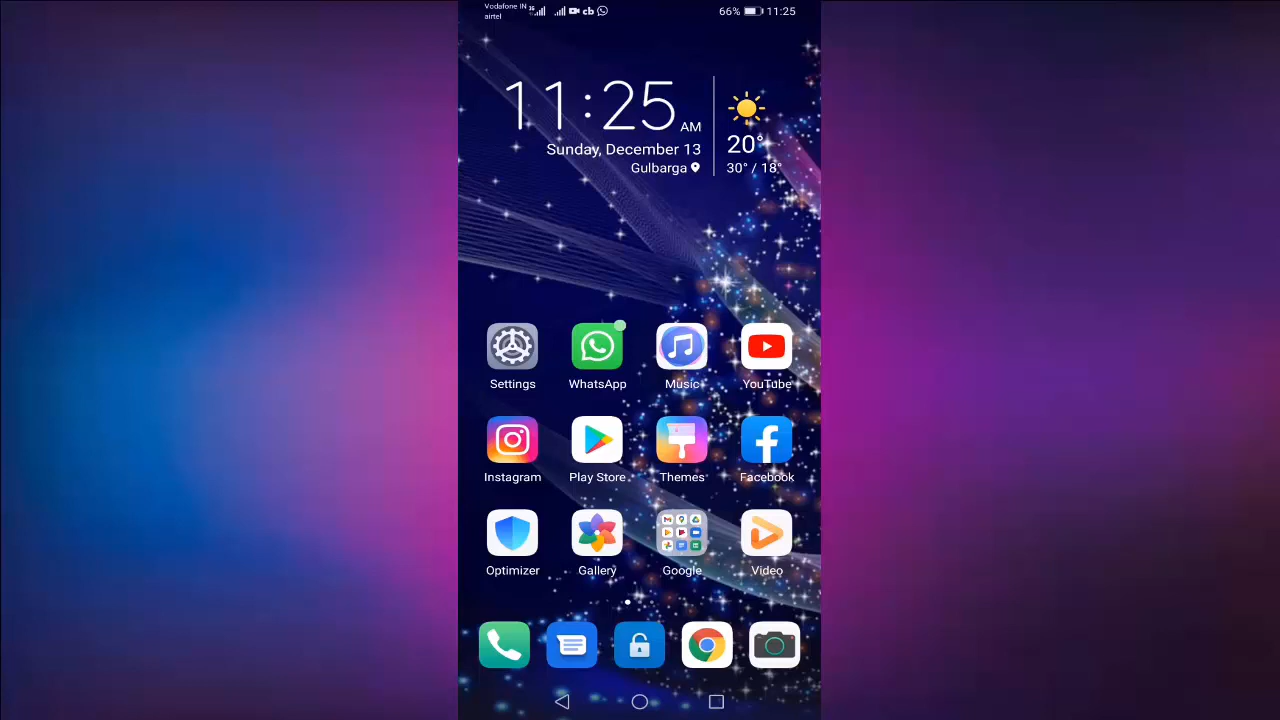 Vodafone IN 3G cb 66% 11:25
airtel
11:25 AM
Sunday, December 13
Gulbarga
20°
30° / 18°
Settings WhatsApp Music YouTube
Instagram Play Store Themes Facebook
Optimizer Gallery Google Video